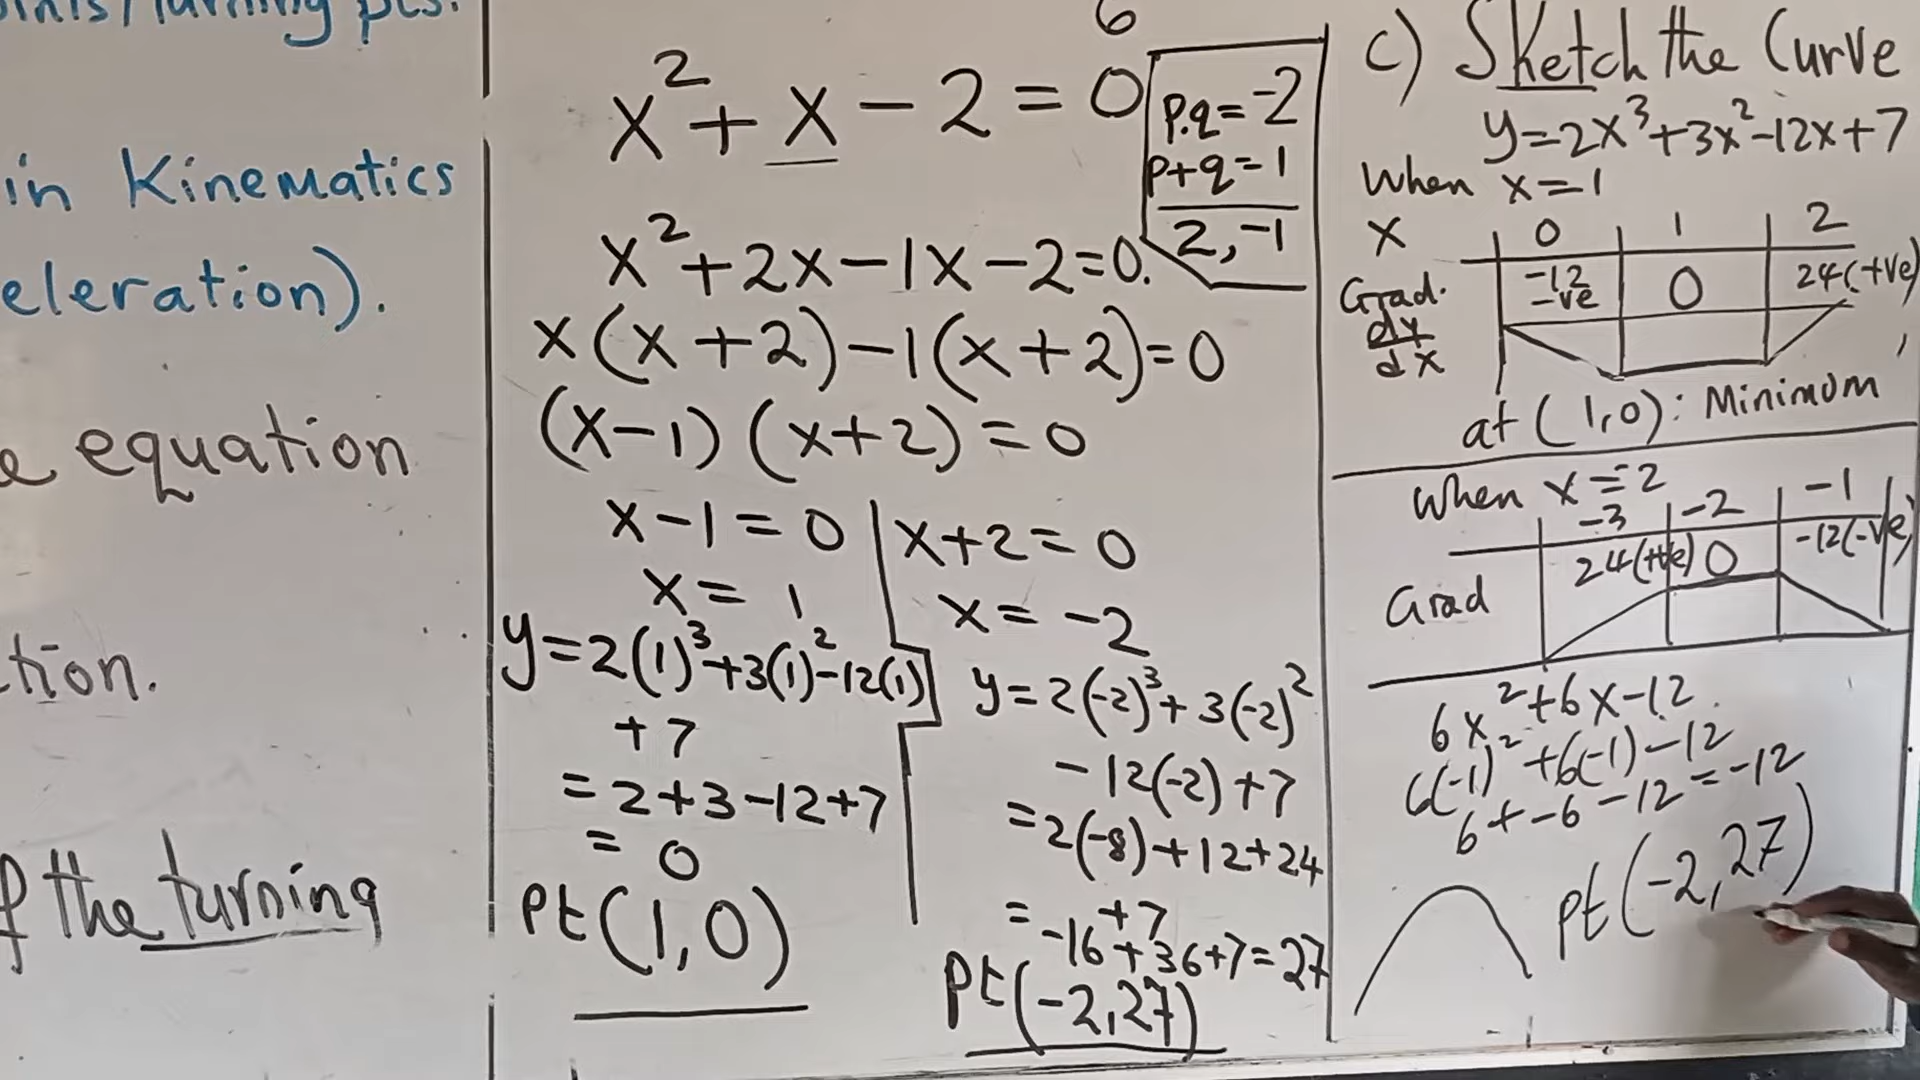 turning pts.
in Kinematics
eleration).
equation
tion.
f the turning
6
x² + x - 2 = 0
p.q = -2
p+q = 1
2, -1
x² + 2x - 1x - 2 = 0.
x(x + 2) - 1(x + 2) = 0
(x - 1) (x + 2) = 0
x - 1 = 0
x = 1
y = 2(1)³ + 3(1)² - 12(1)
+ 7
= 2 + 3 - 12 + 7
= 0
Pt (1, 0)
x + 2 = 0
x = -2
y = 2(-2)³ + 3(-2)²
- 12(-2) + 7
= 2(-8) + 12 + 24
+ 7
= -16 + 36 + 7 = 27
Pt (-2, 27)
c) Sketch the Curve
y = 2x³ + 3x² - 12x + 7
When x = 1
x 0 1 2
Grad. dy/dx -12 -ve 0 24(+ve)
at (1, 0): Minimum
When x = -2
-3 -2 -1
Grad 24(+ve) 0 -12(-ve)
6x² + 6x - 12
6(-1)² + 6(-1) - 12
6 + -6 - 12 = -12
pt (-2, 27)